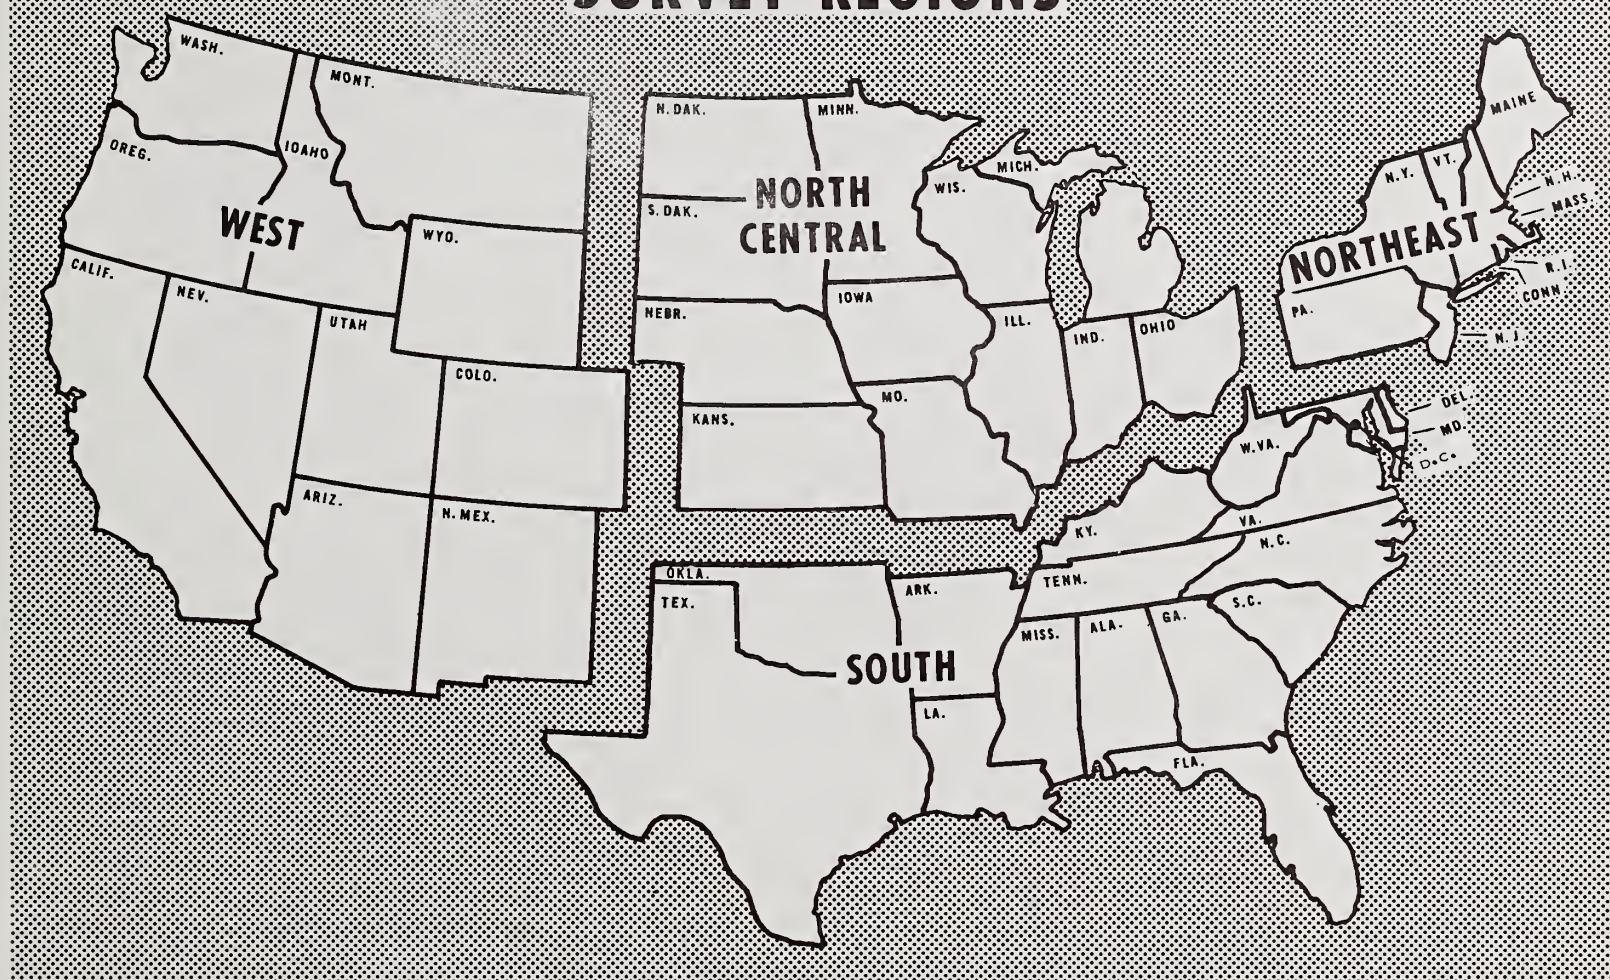 SURVEY REGIONS
WASH.
MONT.
OREG.
IDAHO
WEST
WYO.
CALIF.
NEV.
UTAH
COLO.
ARIZ.
N. MEX.
N. DAK.
MINN.
S. DAK.
NORTH
CENTRAL
WIS.
MICH.
NEBR.
IOWA
ILL.
IND.
OHIO
KANS.
MO.
MAINE
N.Y.
VT.
N.H.
MASS.
NORTHEAST
R.I.
CONN
PA.
N.J.
DEL.
MD.
D.C.
W.VA.
KY.
VA.
N.C.
TENN.
OKLA.
TEX.
ARK.
SOUTH
MISS.
ALA.
GA.
S.C.
LA.
FLA.